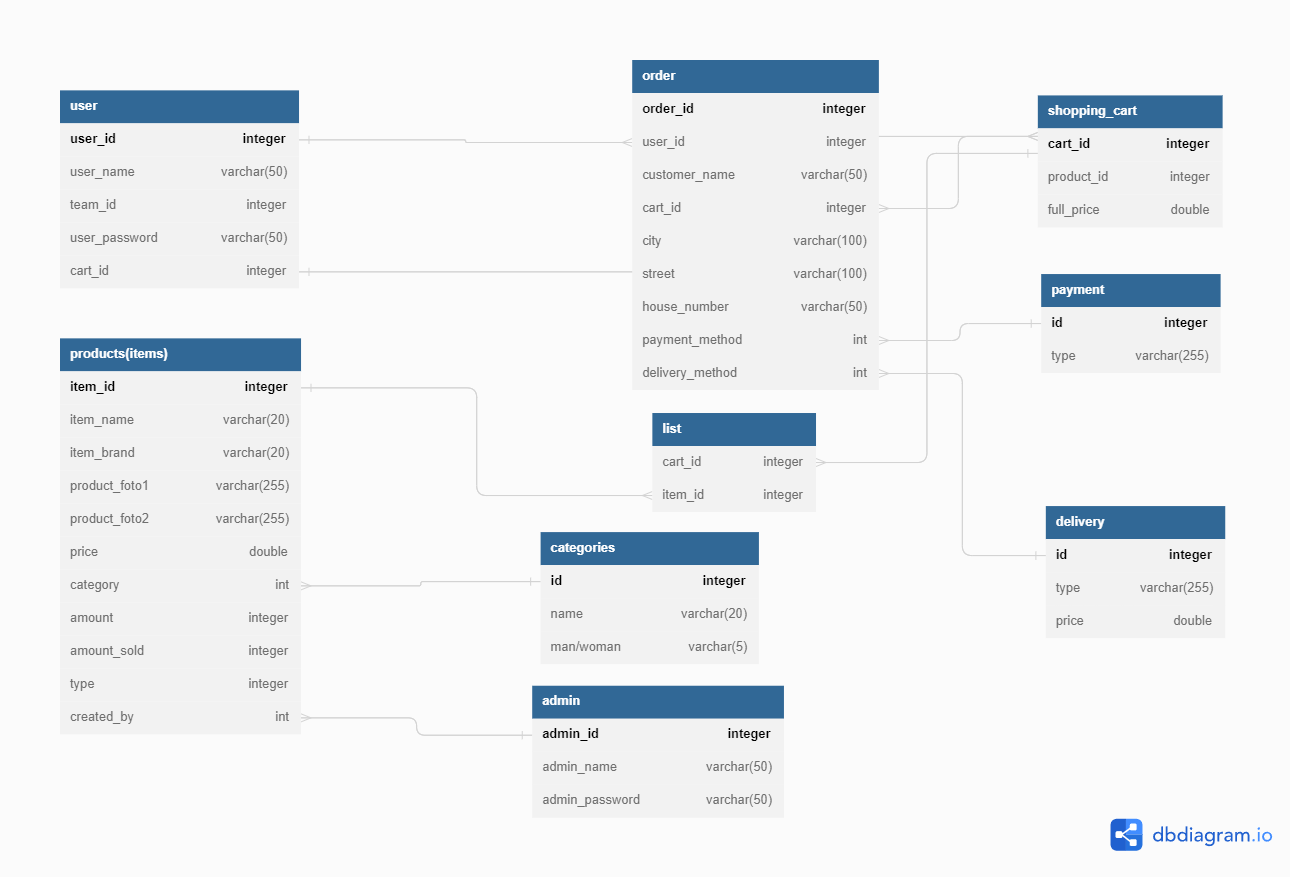 user
user_id integer
user_name varchar(50)
team_id integer
user_password varchar(50)
cart_id integer
order
order_id integer
user_id integer
customer_name varchar(50)
cart_id integer
city varchar(100)
street varchar(100)
house_number varchar(50)
payment_method int
delivery_method int
shopping_cart
cart_id integer
product_id integer
full_price double
payment
id integer
type varchar(255)
products(items)
item_id integer
item_name varchar(20)
item_brand varchar(20)
product_foto1 varchar(255)
product_foto2 varchar(255)
price double
category int
amount integer
amount_sold integer
type integer
created_by int
list
cart_id integer
item_id integer
categories
id integer
name varchar(20)
man/woman varchar(5)
delivery
id integer
type varchar(255)
price double
admin
admin_id integer
admin_name varchar(50)
admin_password varchar(50)
dbdiagram.io